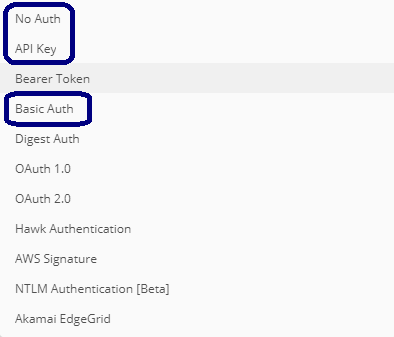 No Auth
API Key
Bearer Token
Basic Auth
Digest Auth
OAuth 1.0
OAuth 2.0
Hawk Authentication
AWS Signature
NTLM Authentication [Beta]
Akamai EdgeGrid